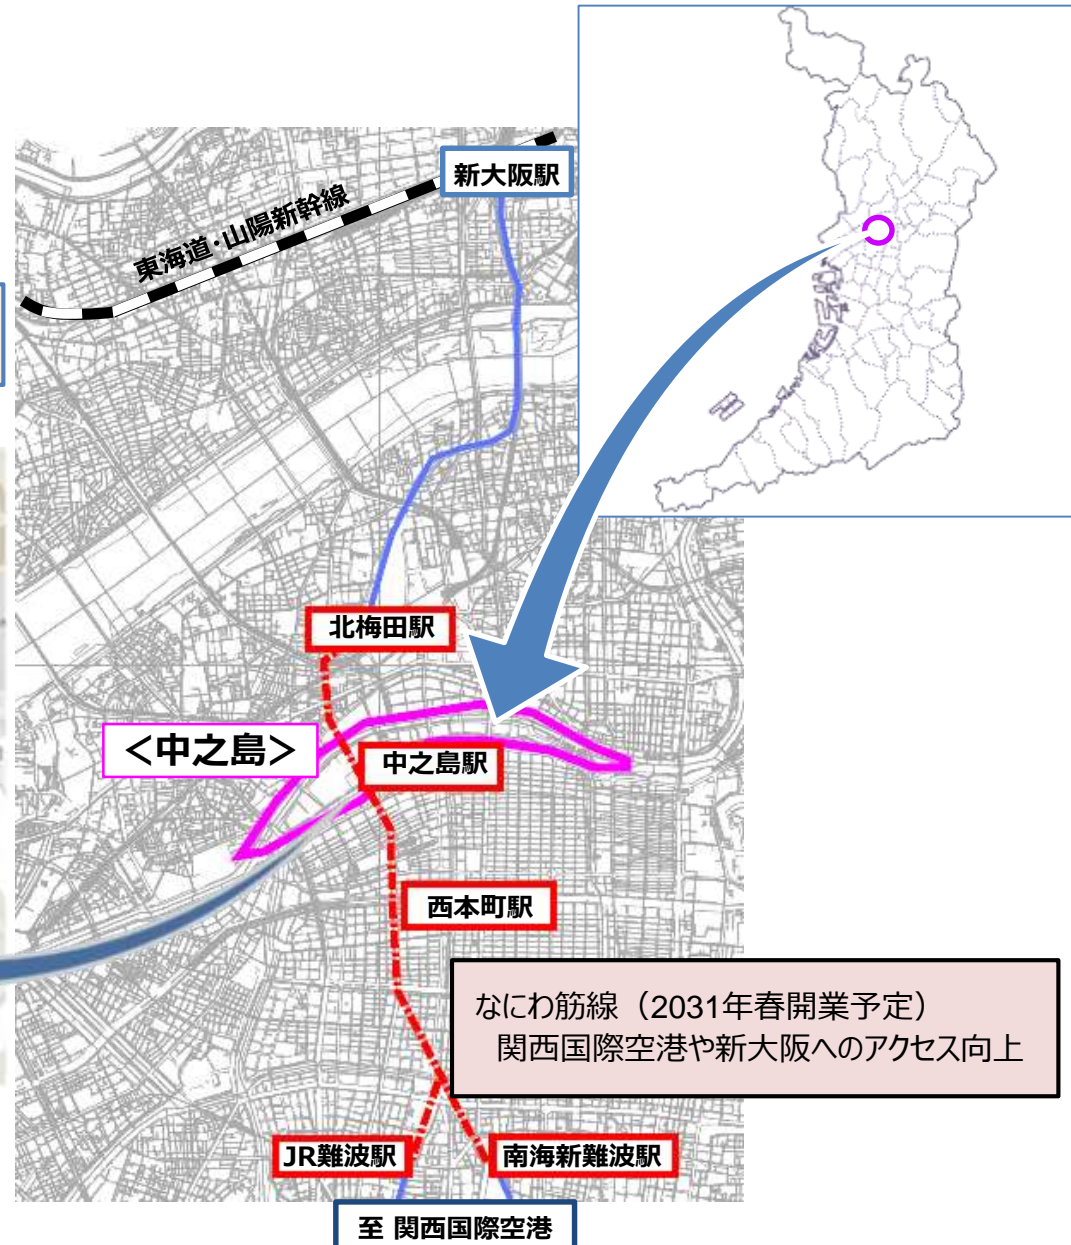 新大阪駅
東海道・山陽新幹線
北梅田駅
＜中之島＞
中之島駅
西本町駅
なにわ筋線（2031年春開業予定）
関西国際空港や新大阪へのアクセス向上
JR難波駅
南海新難波駅
至 関西国際空港